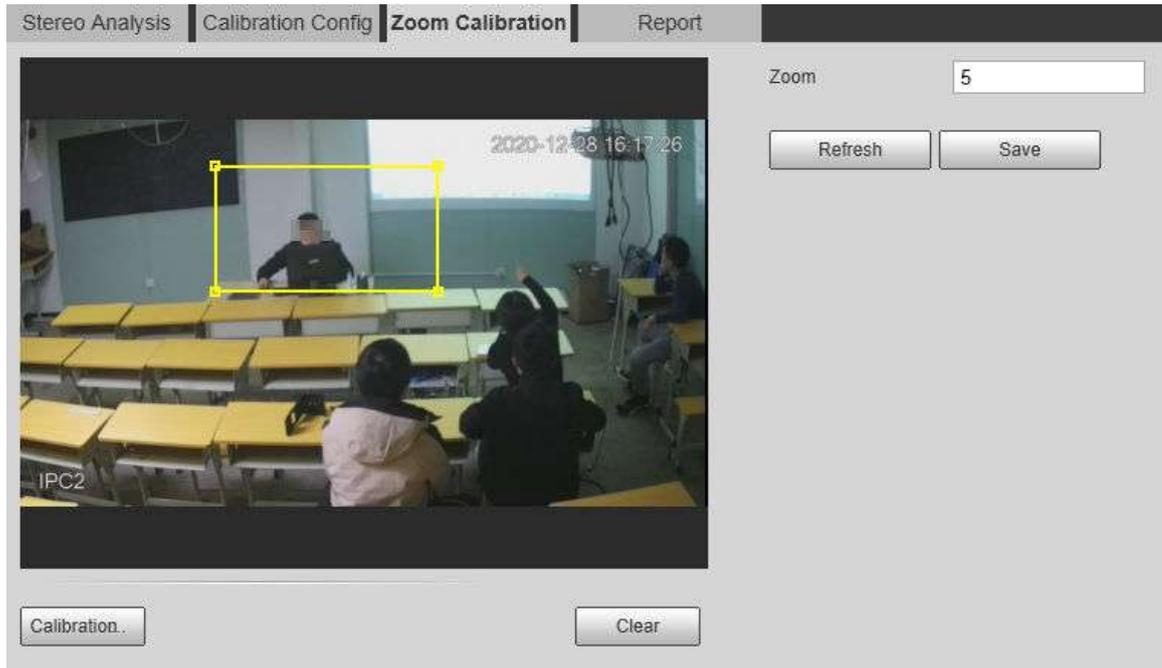 Stereo Analysis Calibration Config Zoom Calibration Report
Zoom 5
2020-12-28 16:17:26
Refresh Save
IPC2
Calibration.. Clear